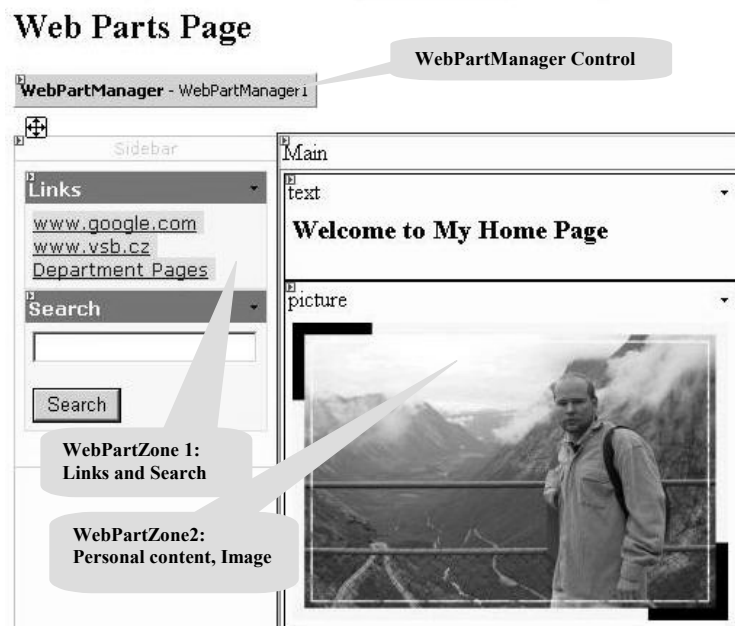 Web Parts Page
WebPartManager Control
WebPartManager - WebPartManager1
Sidebar
Main
Links
text
www.google.com
www.vsb.cz
Department Pages
Welcome to My Home Page
Search
picture
Search
WebPartZone 1:
Links and Search
WebPartZone2:
Personal content, Image